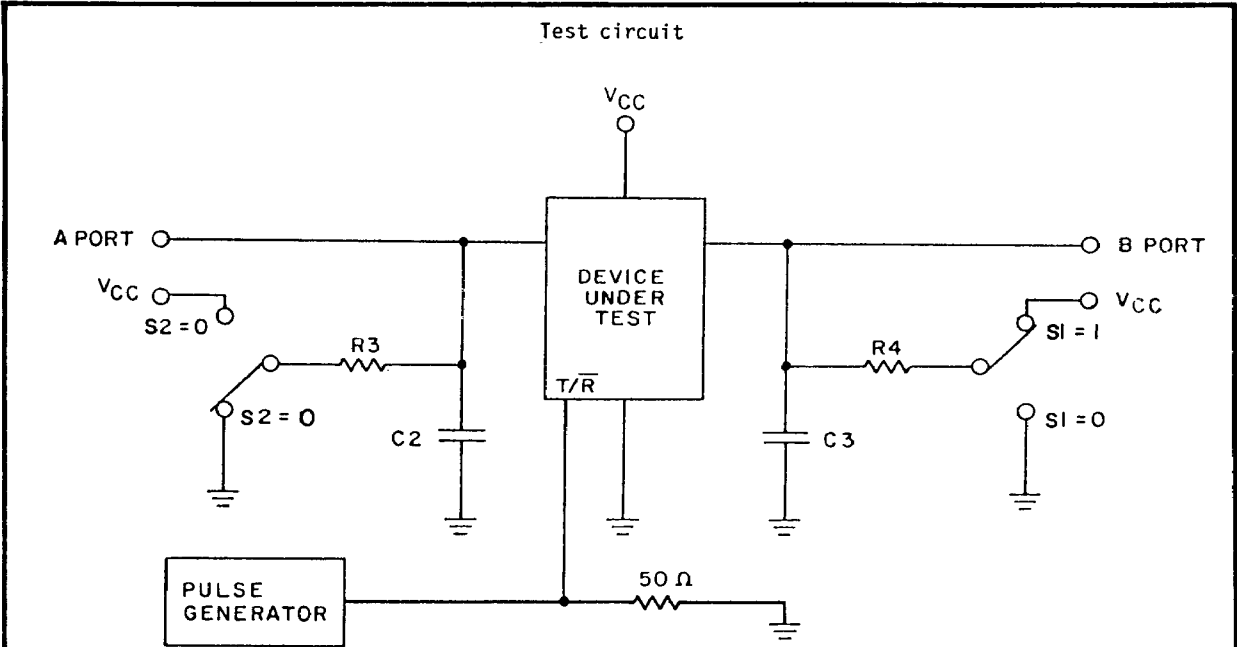 Test circuit
VCC
A PORT
B PORT
VCC
S2=0
DEVICE
UNDER
TEST
VCC
S1=1
R3
R4
T/R̅
S2=0
C2
C3
S1=0
PULSE
GENERATOR
50 Ω